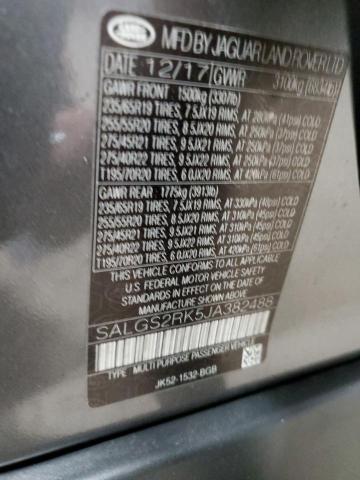 LAND ROVER
MFD BY JAGUAR LAND ROVER LTD
DATE 12/17 GVWR 3100kg
GAWR FRONT 1500kg (3307lb)
235/65R19 TIRES, 7.5JX19 RIMS, AT 280kPa (41psi) COLD
255/55R20 TIRES, 8.5JX20 RIMS, AT 250kPa (37psi) COLD
275/45R21 TIRES, 9.5JX21 RIMS, AT 250kPa (37psi) COLD
275/40R22 TIRES, 9.5JX22 RIMS, AT 250kPa (37psi) COLD
T195/70R20 TIRES, 6.0JX20 RIMS, AT 420kPa (61psi) COLD
GAWR REAR 1775kg (3913lb)
235/65R19 TIRES, 7.5JX19 RIMS, AT 330kPa (48psi) COLD
255/55R20 TIRES, 8.5JX20 RIMS, AT 310kPa (45psi) COLD
275/45R21 TIRES, 9.5JX21 RIMS, AT 310kPa (45psi) COLD
275/40R22 TIRES, 9.5JX22 RIMS, AT 310kPa (45psi) COLD
T195/70R20 TIRES, 6.0JX20 RIMS, AT 420kPa (61psi) COLD
THIS VEHICLE CONFORMS TO ALL APPLICABLE
U.S. FEDERAL MOTOR VEHICLE SAFETY AND
THEFT PREVENTION STANDARDS IN EFFECT ON THE
DATE OF MANUFACTURE SHOWN ABOVE.
SALGS2RK5JA382488
TYPE: MULTI PURPOSE PASSENGER VEHICLE
JK52-1532-BGB